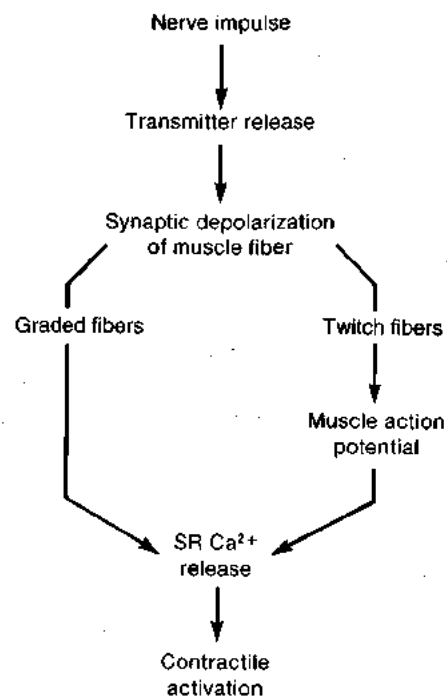 Nerve impulse
Transmitter release
Synaptic depolarization
of muscle fiber
Graded fibers
Twitch fibers
Muscle action
potential
SR Ca²⁺
release
Contractile
activation